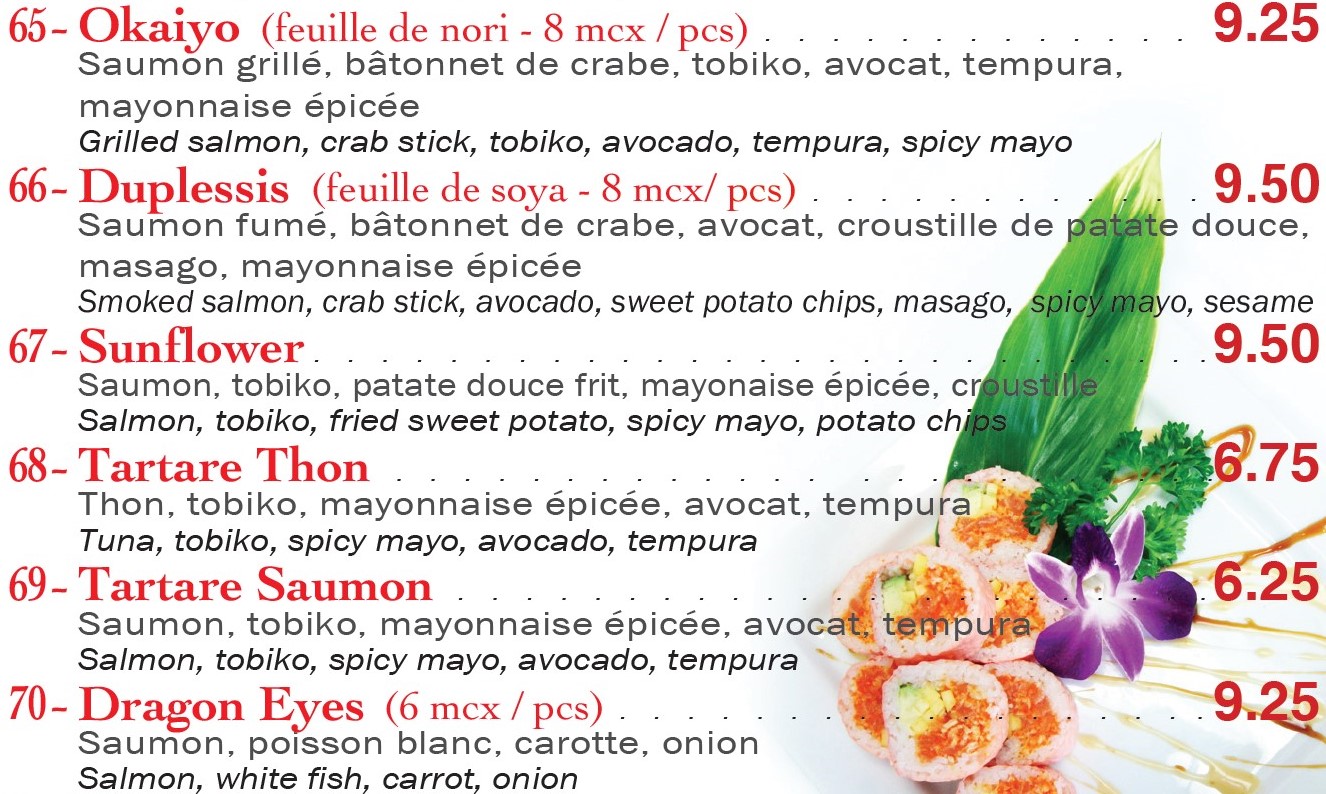 65- Okaiyo (feuille de nori - 8 mcx / pcs) . . . . . . . . . . . . . 9.25
Saumon grillé, bâtonnet de crabe, tobiko, avocat, tempura,
mayonnaise épicée
Grilled salmon, crab stick, tobiko, avocado, tempura, spicy mayo
66- Duplessis (feuille de soya - 8 mcx/ pcs) . . . . . . . . . . . . 9.50
Saumon fumé, bâtonnet de crabe, avocat, croustille de patate douce,
masago, mayonnaise épicée
Smoked salmon, crab stick, avocado, sweet potato chips, masago, spicy mayo, sesame
67- Sunflower . . . . . . . . . . . . . . . . . . . . . . . . . . . 9.50
Saumon, tobiko, patate douce frit, mayonaise épicée, croustille
Salmon, tobiko, fried sweet potato, spicy mayo, potato chips
68- Tartare Thon . . . . . . . . . . . . . . . . . . . . . . . . . 6.75
Thon, tobiko, mayonnaise épicée, avocat, tempura
Tuna, tobiko, spicy mayo, avocado, tempura
69- Tartare Saumon . . . . . . . . . . . . . . . . . . . . . . . 6.25
Saumon, tobiko, mayonnaise épicée, avocat, tempura
Salmon, tobiko, spicy mayo, avocado, tempura
70- Dragon Eyes (6 mcx / pcs) . . . . . . . . . . . . . . . . . . 9.25
Saumon, poisson blanc, carotte, onion
Salmon, white fish, carrot, onion